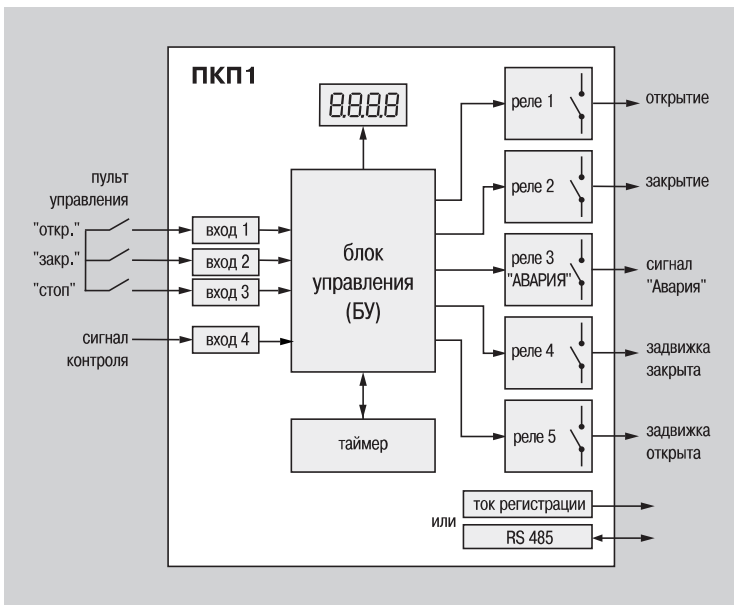 ПКП1
8.8.8.8
пульт
управления
"откр."
"закр."
"стоп"
сигнал
контроля
вход 1
вход 2
вход 3
вход 4
блок
управления
(БУ)
таймер
реле 1
реле 2
реле 3
"АВАРИЯ"
реле 4
реле 5
открытие
закрытие
сигнал
"Авария"
задвижка
закрыта
задвижка
открыта
ток регистрации
или
RS 485